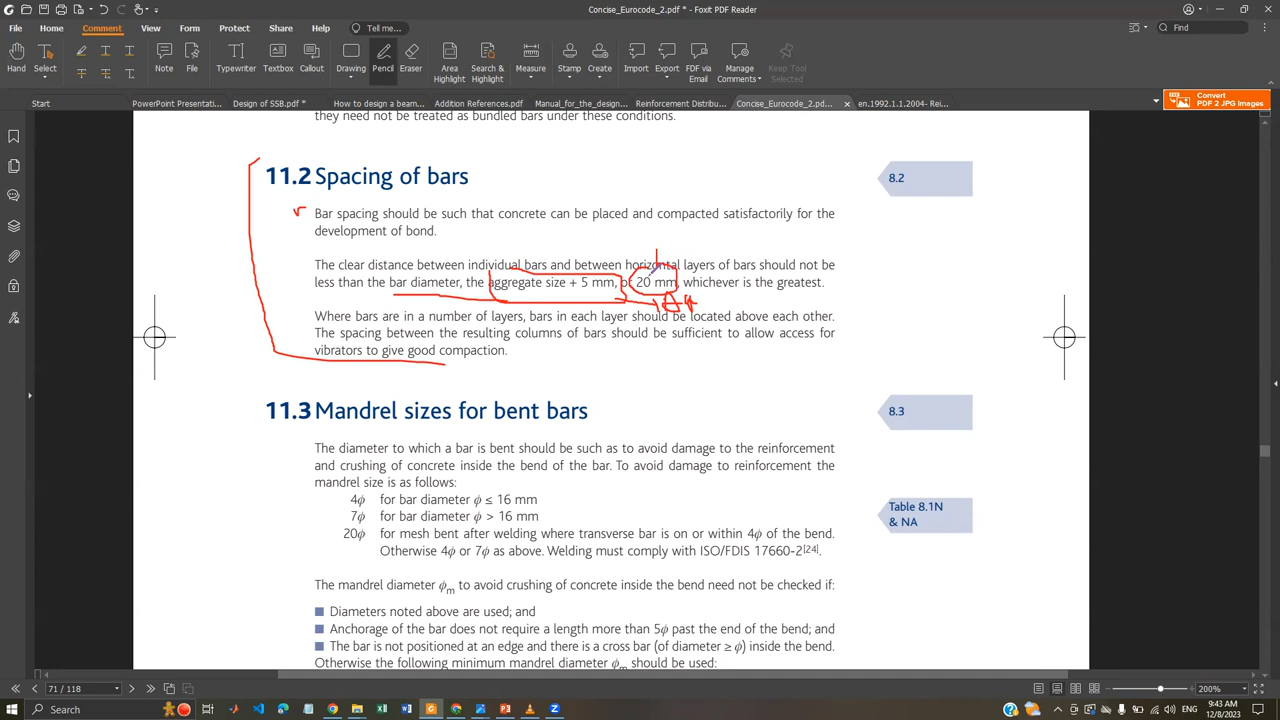 Concise_Eurocode_2.pdf * - Foxit PDF Reader
File Home Comment View Form Protect Share Help Tell me... Find
Hand Select Note File Typewriter Textbox Callout Drawing Pencil Eraser Area Highlight Search & Highlight Measure Stamp Create Import Export FDF via Email Manage Comments Keep Tool Selected
Start PowerPoint Presentati... Design of SSB.pdf * How to design a beam... Addition References.pdf Manual_for_the_design... Reinforcement Distribu... Concise_Eurocode_2.pd... en.1992.1.1.2004- Rei...
Convert
PDF 2 JPG Images
they need not be treated as bundled bars under these conditions.
11.2 Spacing of bars
8.2
Bar spacing should be such that concrete can be placed and compacted satisfactorily for the
development of bond.
The clear distance between individual bars and between horizontal layers of bars should not be
less than the bar diameter, the aggregate size + 5 mm, or 20 mm, whichever is the greatest.
Where bars are in a number of layers, bars in each layer should be located above each other.
The spacing between the resulting columns of bars should be sufficient to allow access for
vibrators to give good compaction.
11.3 Mandrel sizes for bent bars
8.3
The diameter to which a bar is bent should be such as to avoid damage to the reinforcement
and crushing of concrete inside the bend of the bar. To avoid damage to reinforcement the
mandrel size is as follows:
4ϕ for bar diameter ϕ ≤ 16 mm
7ϕ for bar diameter ϕ > 16 mm
20ϕ for mesh bent after welding where transverse bar is on or within 4ϕ of the bend.
Otherwise 4ϕ or 7ϕ as above. Welding must comply with ISO/FDIS 17660-2[24].
Table 8.1N
& NA
The mandrel diameter ϕm to avoid crushing of concrete inside the bend need not be checked if:
Diameters noted above are used; and
Anchorage of the bar does not require a length more than 5ϕ past the end of the bend; and
The bar is not positioned at an edge and there is a cross bar (of diameter ≥ ϕ) inside the bend.
Otherwise the following minimum mandrel diameter ϕm should be used:
71 / 118
200%
Search
9:43 AM
12/8/2023